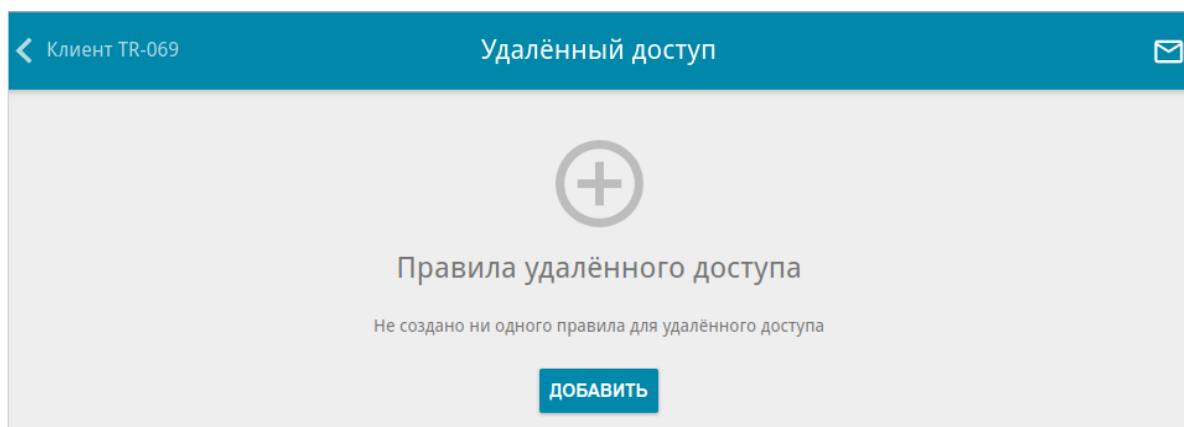 Клиент TR-069
Удалённый доступ
Правила удалённого доступа
Не создано ни одного правила для удалённого доступа
ДОБАВИТЬ